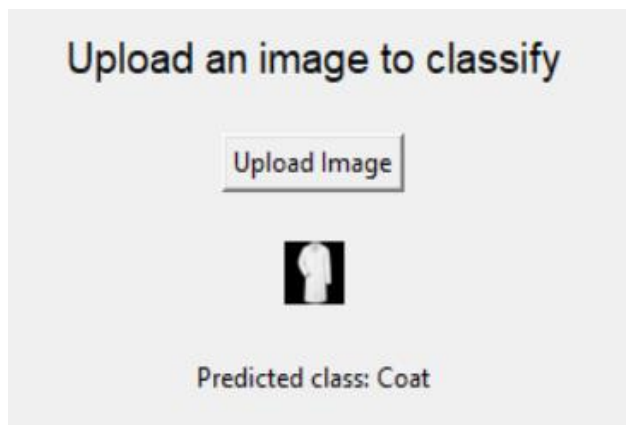 Upload an image to classify
Upload Image
Predicted class: Coat